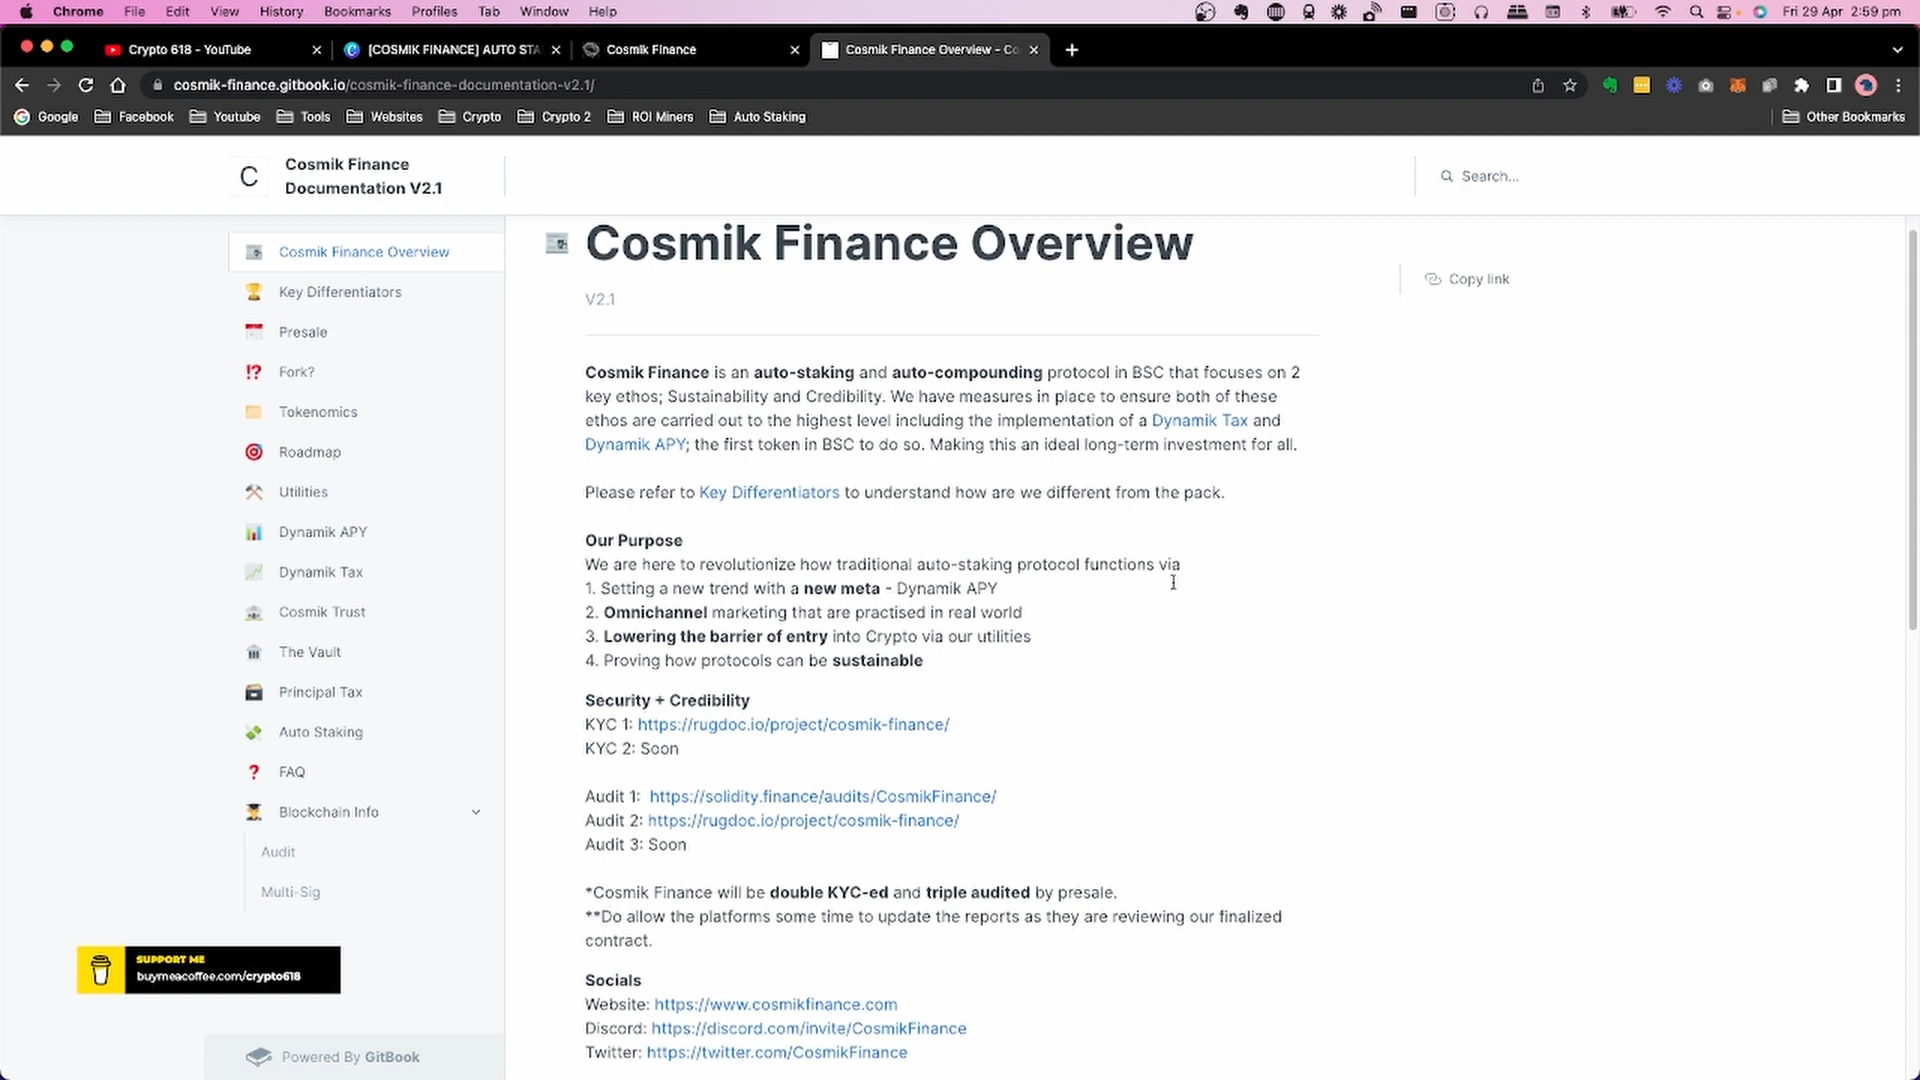 Chrome File Edit View History Bookmarks Profiles Tab Window Help Fri 29 Apr 2:59 pm
Crypto 618 - YouTube [COSMIK FINANCE] AUTO STA Cosmik Finance Cosmik Finance Overview - Co
cosmik-finance.gitbook.io/cosmik-finance-documentation-v2.1/
Google Facebook Youtube Tools Websites Crypto Crypto 2 ROI Miners Auto Staking Other Bookmarks
C
Cosmik Finance
Documentation V2.1
Search...
Cosmik Finance Overview
Key Differentiators
Presale
Fork?
Tokenomics
Roadmap
Utilities
Dynamik APY
Dynamik Tax
Cosmik Trust
The Vault
Principal Tax
Auto Staking
FAQ
Blockchain Info
Audit
Multi-Sig
SUPPORT ME
buymeacoffee.com/crypto618
Powered By GitBook
Cosmik Finance Overview
Copy link
V2.1
Cosmik Finance is an auto-staking and auto-compounding protocol in BSC that focuses on 2
key ethos; Sustainability and Credibility. We have measures in place to ensure both of these
ethos are carried out to the highest level including the implementation of a Dynamik Tax and
Dynamik APY; the first token in BSC to do so. Making this an ideal long-term investment for all.
Please refer to Key Differentiators to understand how are we different from the pack.
Our Purpose
We are here to revolutionize how traditional auto-staking protocol functions via
1. Setting a new trend with a new meta - Dynamik APY
2. Omnichannel marketing that are practised in real world
3. Lowering the barrier of entry into Crypto via our utilities
4. Proving how protocols can be sustainable
Security + Credibility
KYC 1: https://rugdoc.io/project/cosmik-finance/
KYC 2: Soon
Audit 1: https://solidity.finance/audits/CosmikFinance/
Audit 2: https://rugdoc.io/project/cosmik-finance/
Audit 3: Soon
*Cosmik Finance will be double KYC-ed and triple audited by presale.
**Do allow the platforms some time to update the reports as they are reviewing our finalized
contract.
Socials
Website: https://www.cosmikfinance.com
Discord: https://discord.com/invite/CosmikFinance
Twitter: https://twitter.com/CosmikFinance